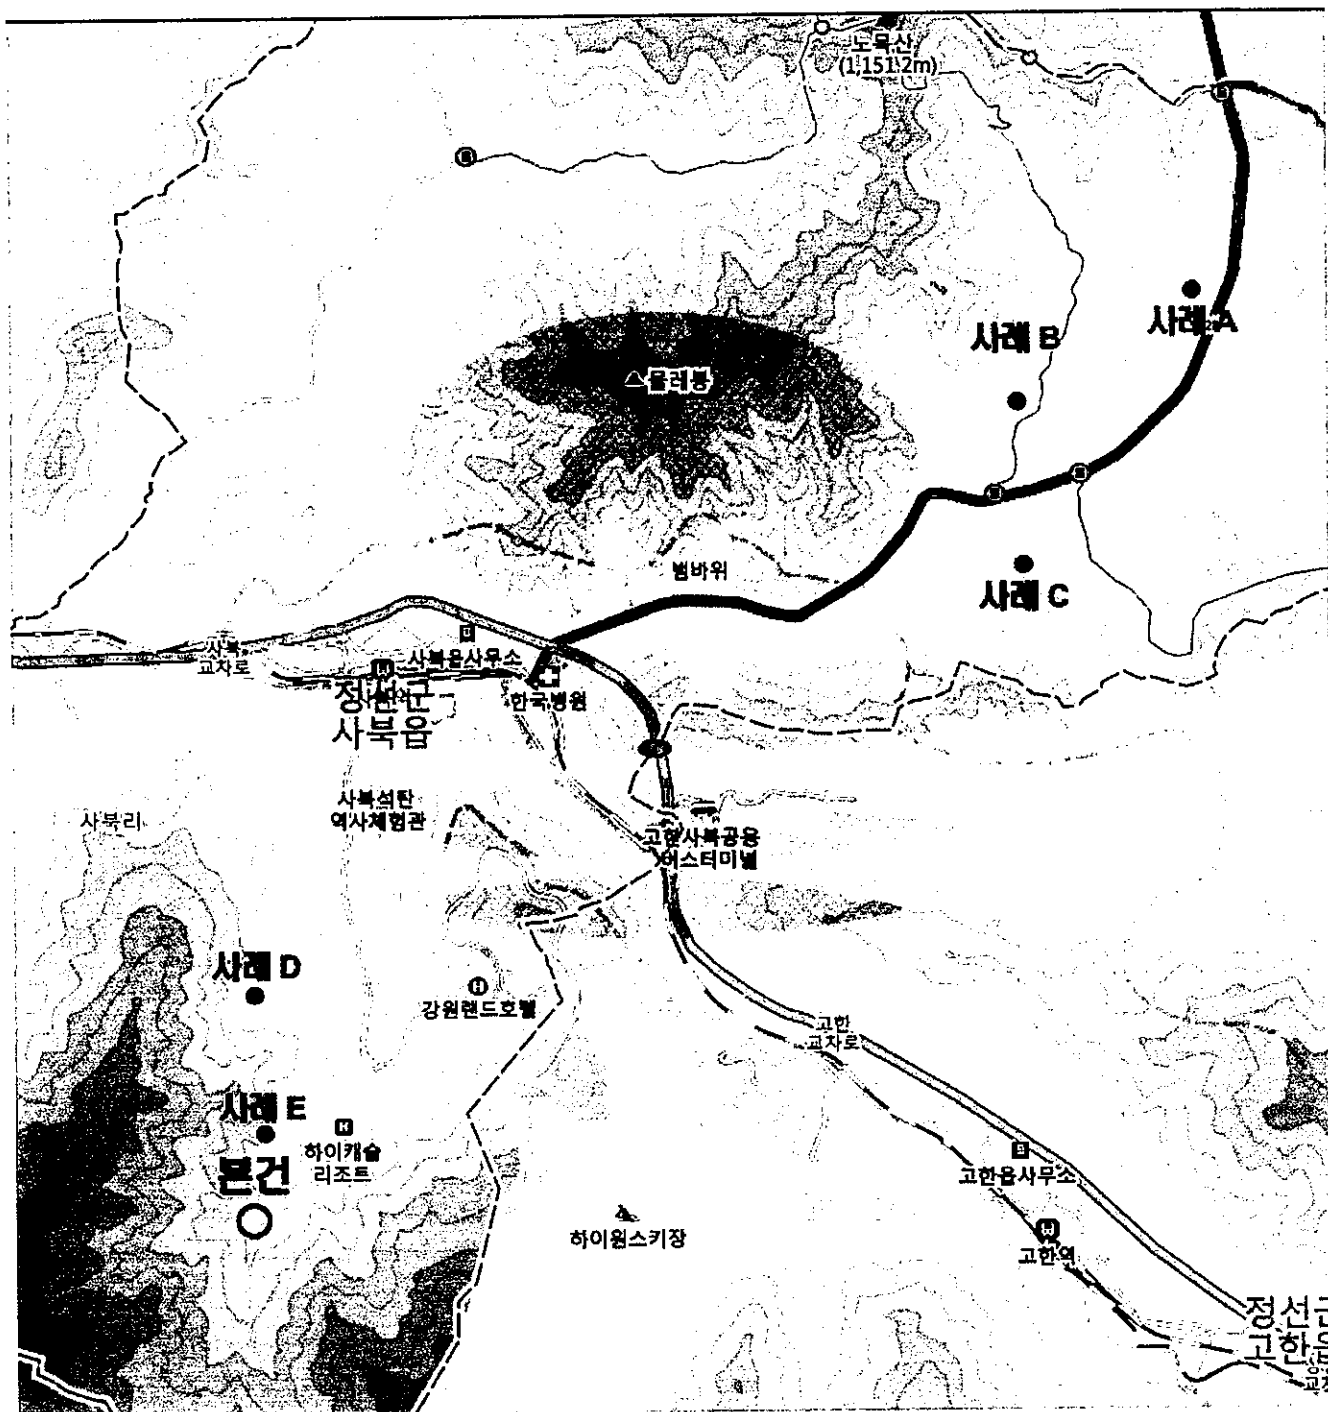 노목산
(1,151.2m)
사례 A
사례 B
물레봉
범바위
사례 C
사북
교차로
사북읍사무소
한국병원
정선군
사북읍
사북석탄
역사체험관
사북리
고한사북공용
버스터미널
사례 D
강원랜드호텔
고한
교차로
사례 E
하이캐슬
리조트
본건
고한읍사무소
하이원스키장
고한역
정선군
고한읍